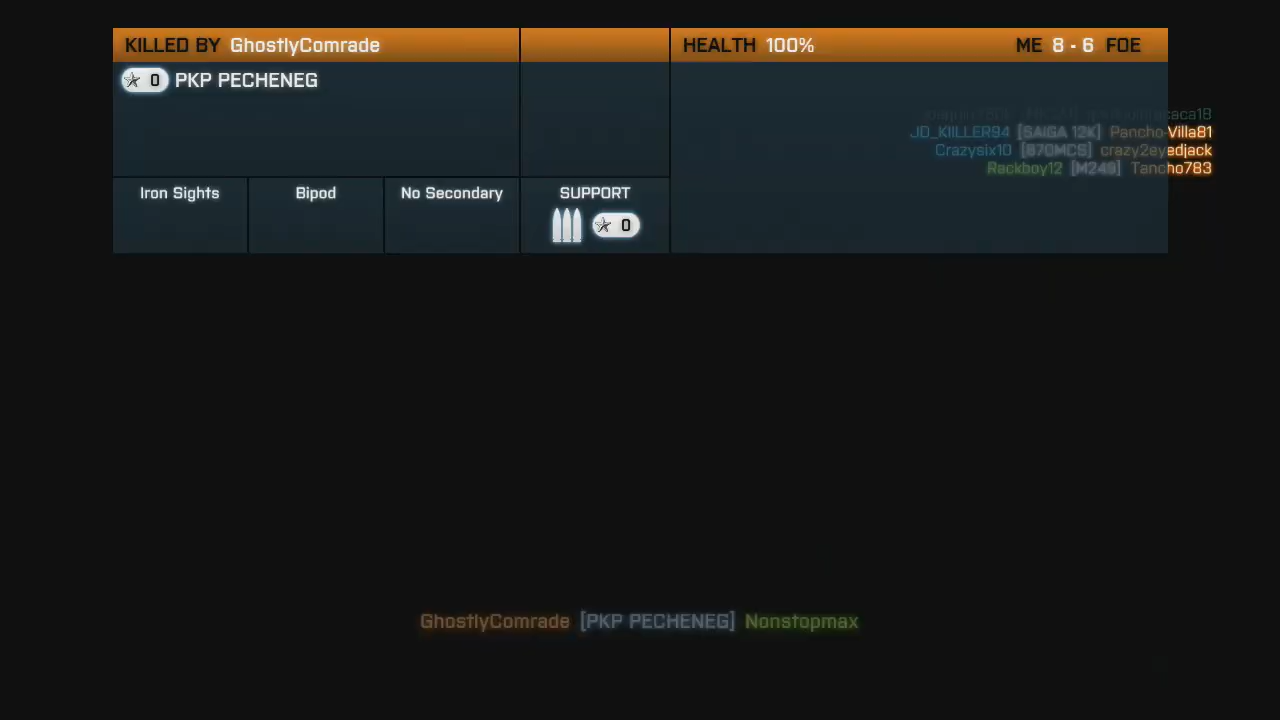 KILLED BY GhostlyComrade
HEALTH 100%
ME 8 - 6 FOE
0 PKP PECHENEG
JD_KIILLER94 [SAIGA 12K] Pancho-Villa81
Crazysix10 [870MCS] crazy2eyedjack
Rackboy12 [M249] Tancho783
Iron Sights
Bipod
No Secondary
SUPPORT
0
GhostlyComrade [PKP PECHENEG] Nonstopmax